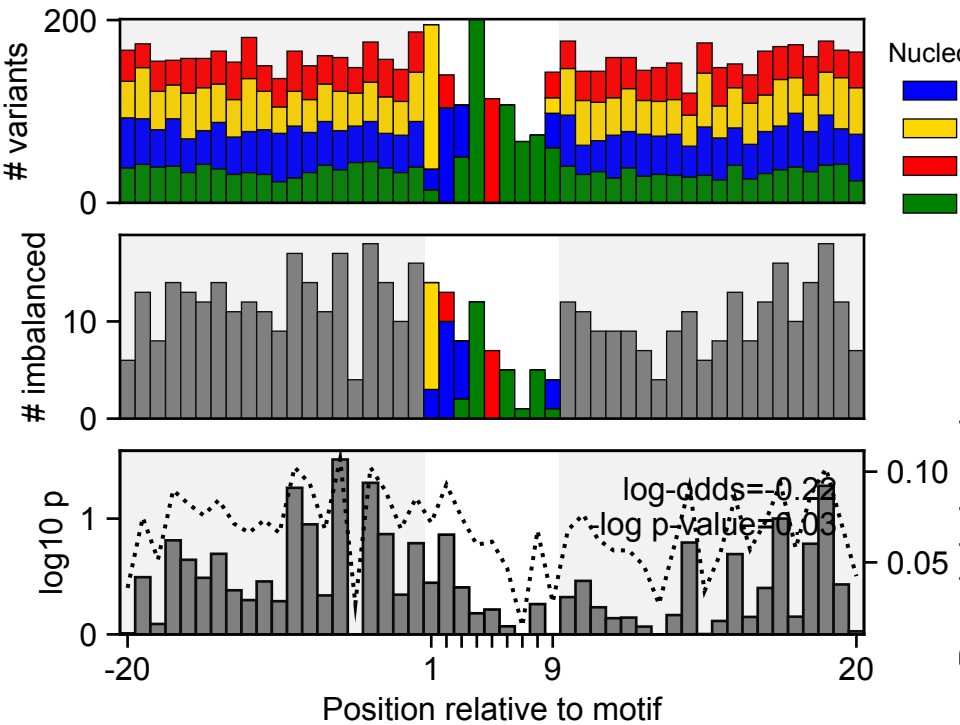 200
0
# variants
Nucleo
10
0
# imbalanced
log-odds=-0.22
-log p-value=0.03
1
0
log10 p
0.10
0.05
-20
1
9
20
Position relative to motif